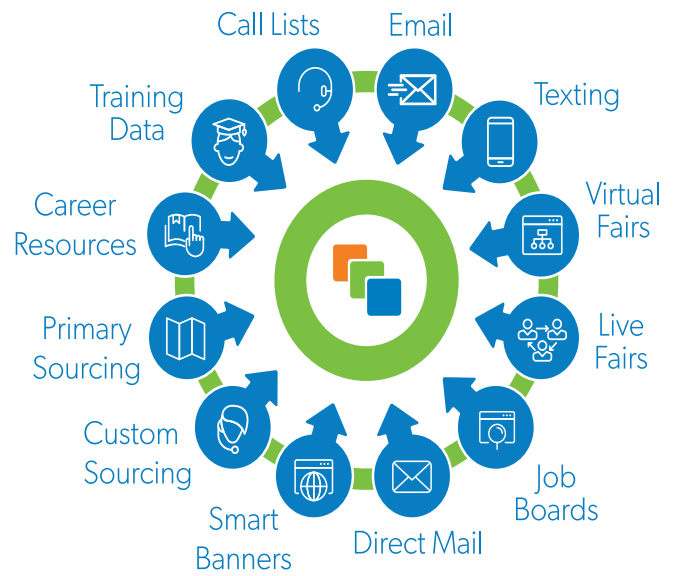 Call Lists
Email
Texting
Virtual
Fairs
Live
Fairs
Job
Boards
Direct Mail
Smart
Banners
Custom
Sourcing
Primary
Sourcing
Career
Resources
Training
Data